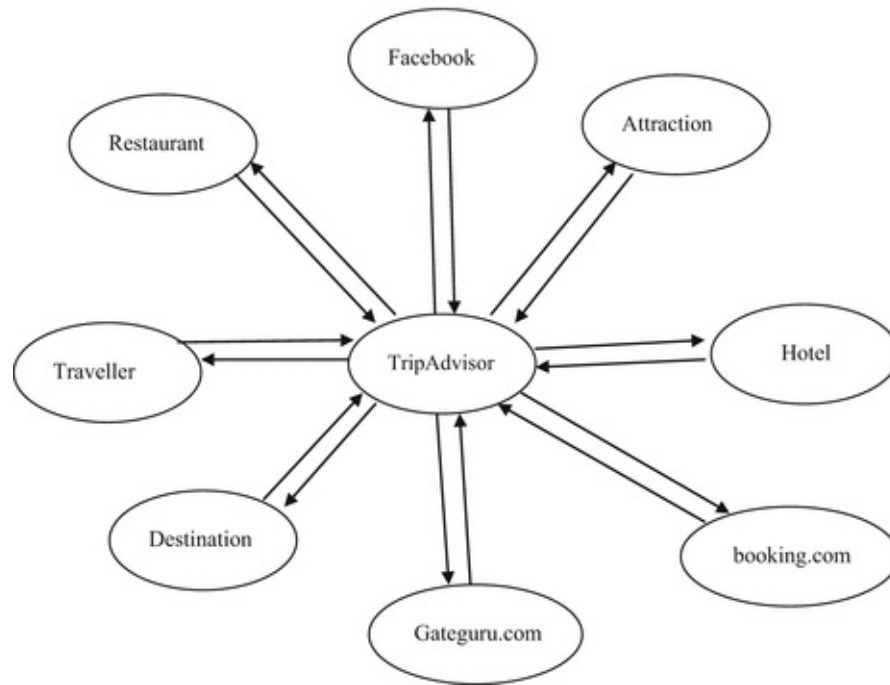 Facebook
Attraction
Restaurant
Hotel
TripAdvisor
Traveller
Destination
booking.com
Gateguru.com